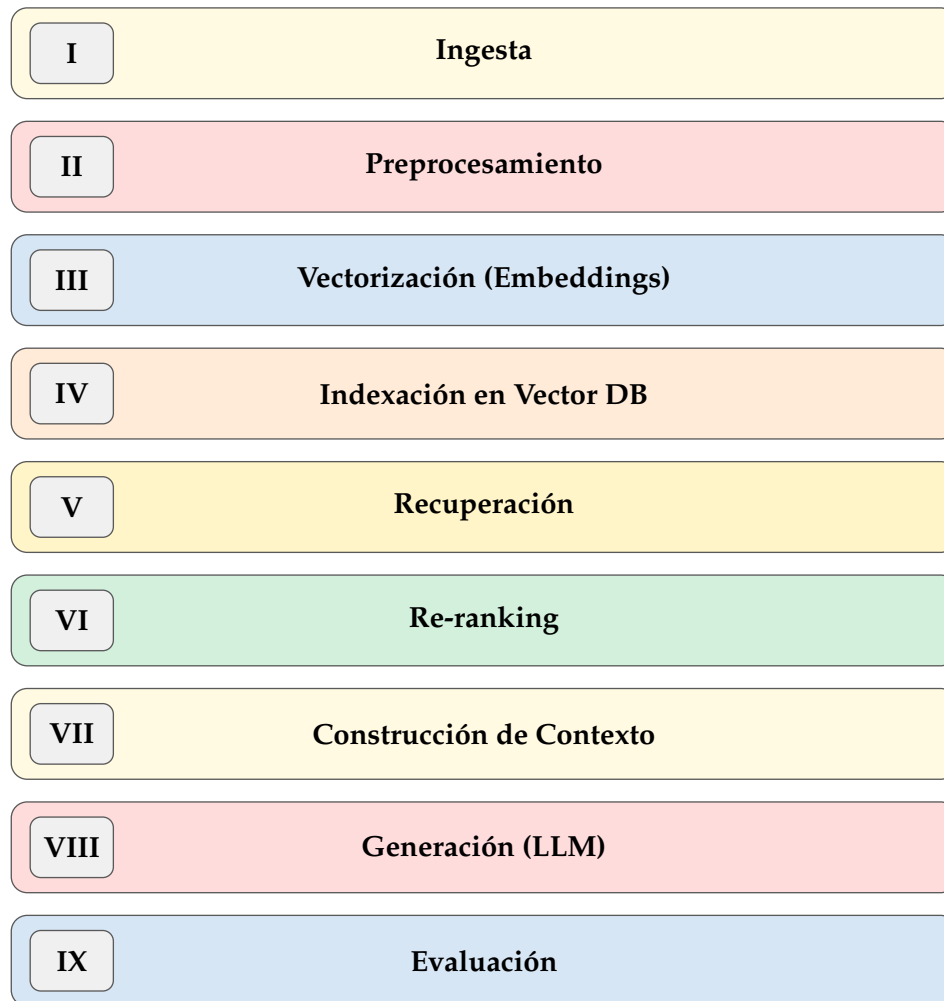 I Ingesta
II Preprocesamiento
III Vectorización (Embeddings)
IV Indexación en Vector DB
V Recuperación
VI Re-ranking
VII Construcción de Contexto
VIII Generación (LLM)
IX Evaluación